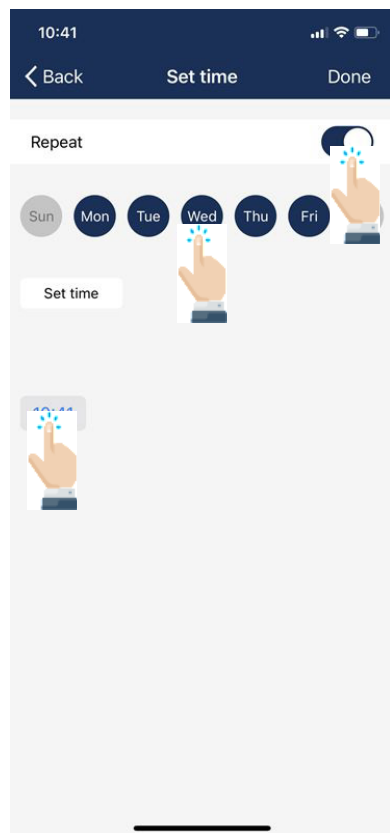 10:41
Back Set time Done
Repeat
Sun Mon Tue Wed Thu Fri
Set time
10:41